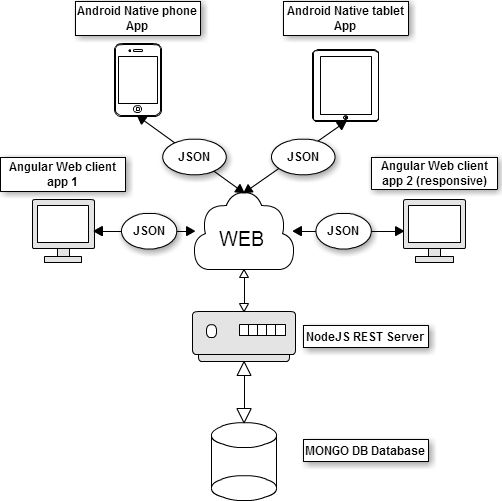 Android Native phone
App
Android Native tablet
App
JSON
JSON
Angular Web client
app 1
Angular Web client
app 2 (responsive)
JSON
WEB
JSON
NodeJS REST Server
MONGO DB Database